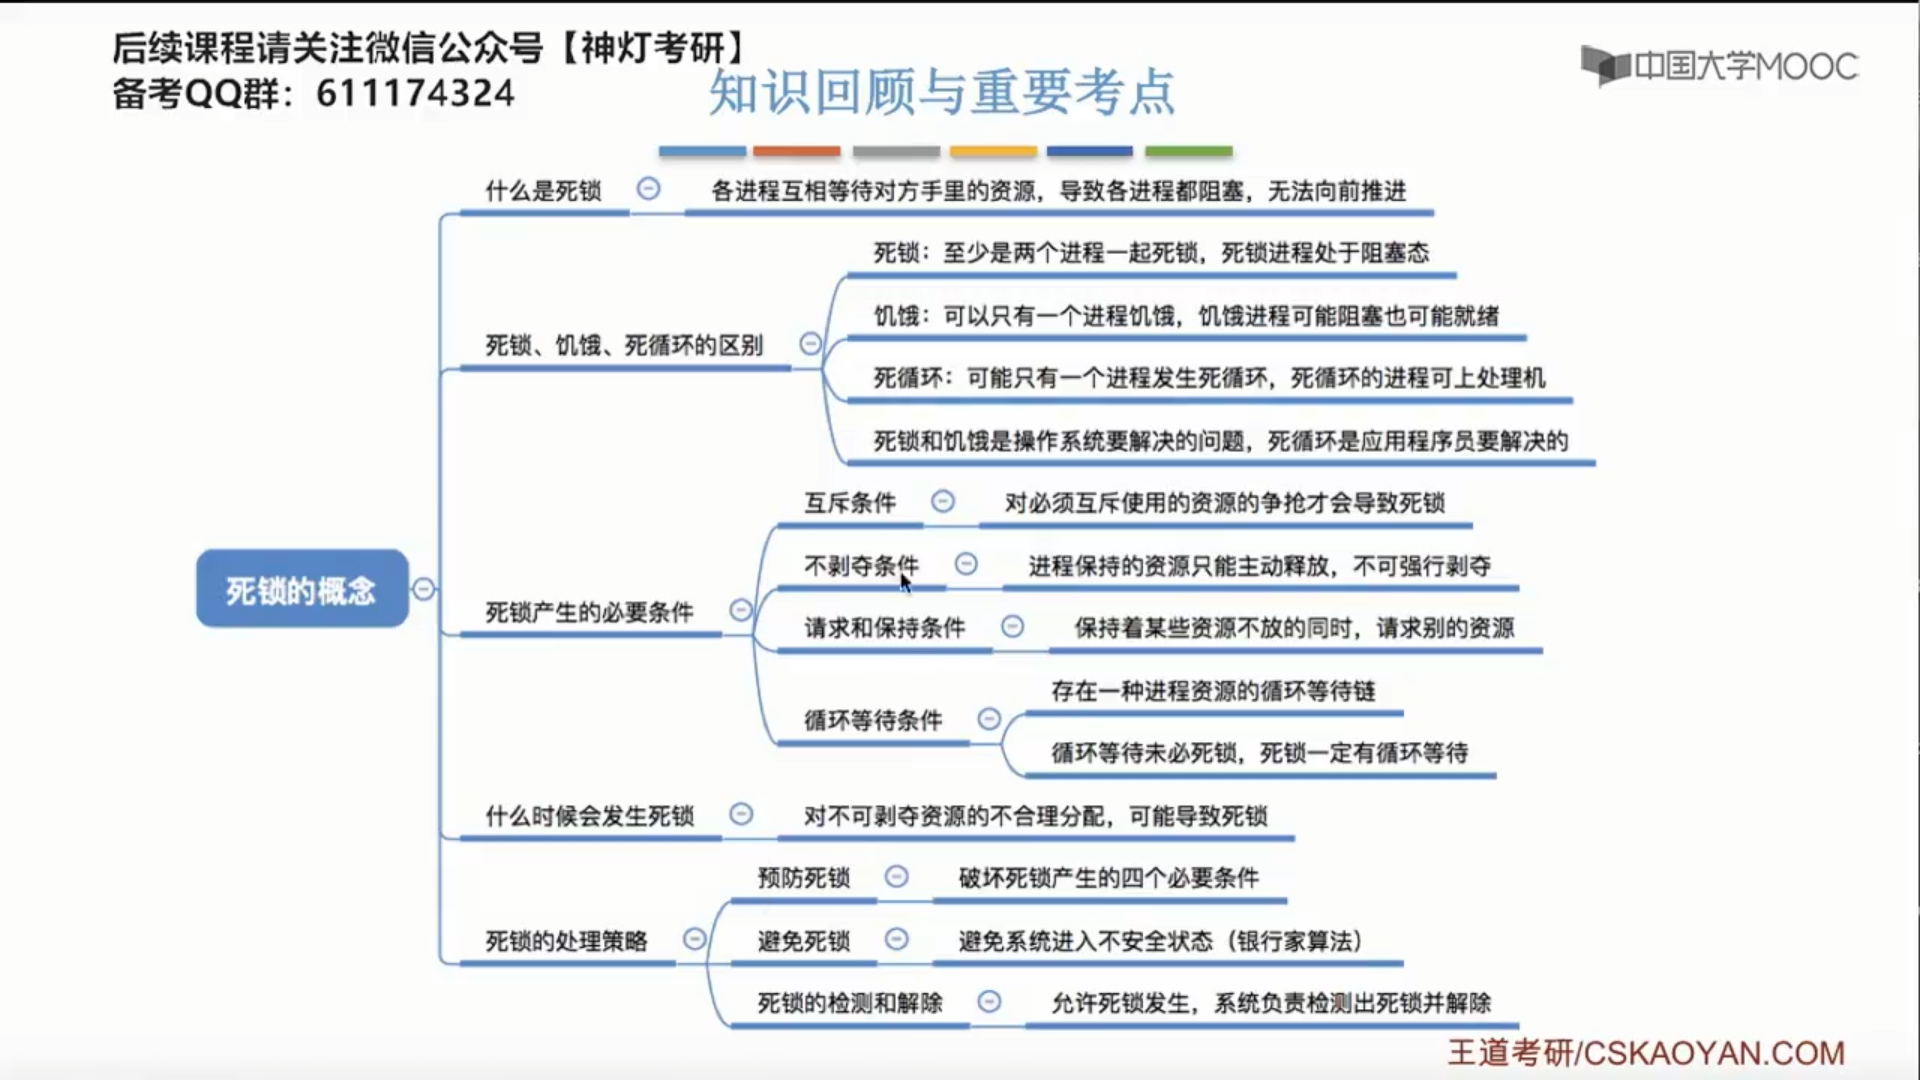 后续课程请关注微信公众号【神灯考研】
备考QQ群：611174324
中国大学MOOC
知识回顾与重要考点
死锁的概念
什么是死锁
各进程互相等待对方手里的资源，导致各进程都阻塞，无法向前推进
死锁、饥饿、死循环的区别
死锁：至少是两个进程一起死锁，死锁进程处于阻塞态
饥饿：可以只有一个进程饥饿，饥饿进程可能阻塞也可能就绪
死循环：可能只有一个进程发生死循环，死循环的进程可上处理机
死锁和饥饿是操作系统要解决的问题，死循环是应用程序员要解决的
死锁产生的必要条件
互斥条件
对必须互斥使用的资源的争抢才会导致死锁
不剥夺条件
进程保持的资源只能主动释放，不可强行剥夺
请求和保持条件
保持着某些资源不放的同时，请求别的资源
循环等待条件
存在一种进程资源的循环等待链
循环等待未必死锁，死锁一定有循环等待
什么时候会发生死锁
对不可剥夺资源的不合理分配，可能导致死锁
死锁的处理策略
预防死锁
破坏死锁产生的四个必要条件
避免死锁
避免系统进入不安全状态（银行家算法）
死锁的检测和解除
允许死锁发生，系统负责检测出死锁并解除
王道考研/CSKAOYAN.COM